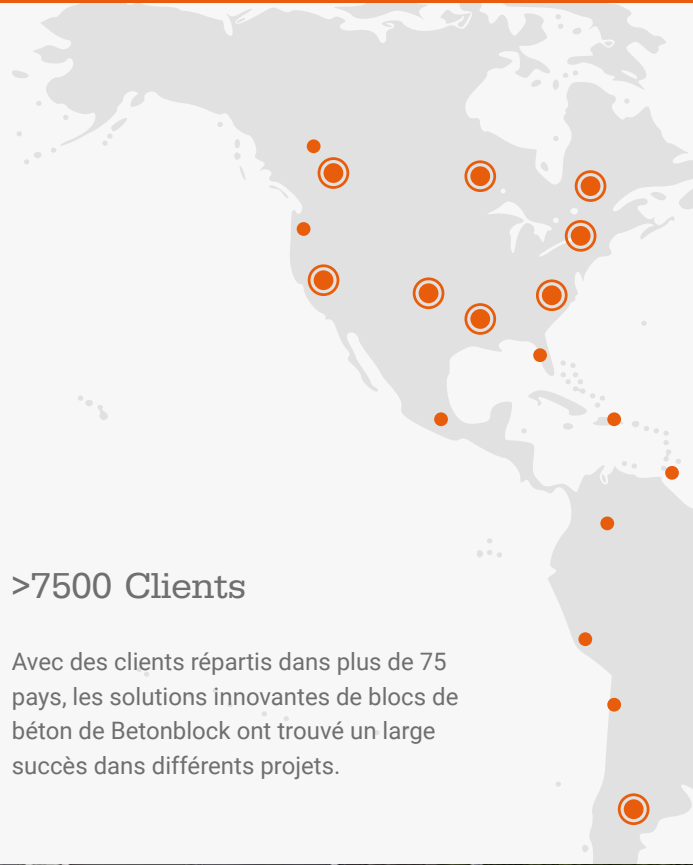 >7500 Clients
Avec des clients répartis dans plus de 75
pays, les solutions innovantes de blocs de
béton de Betonblock ont trouvé un large
succès dans différents projets.